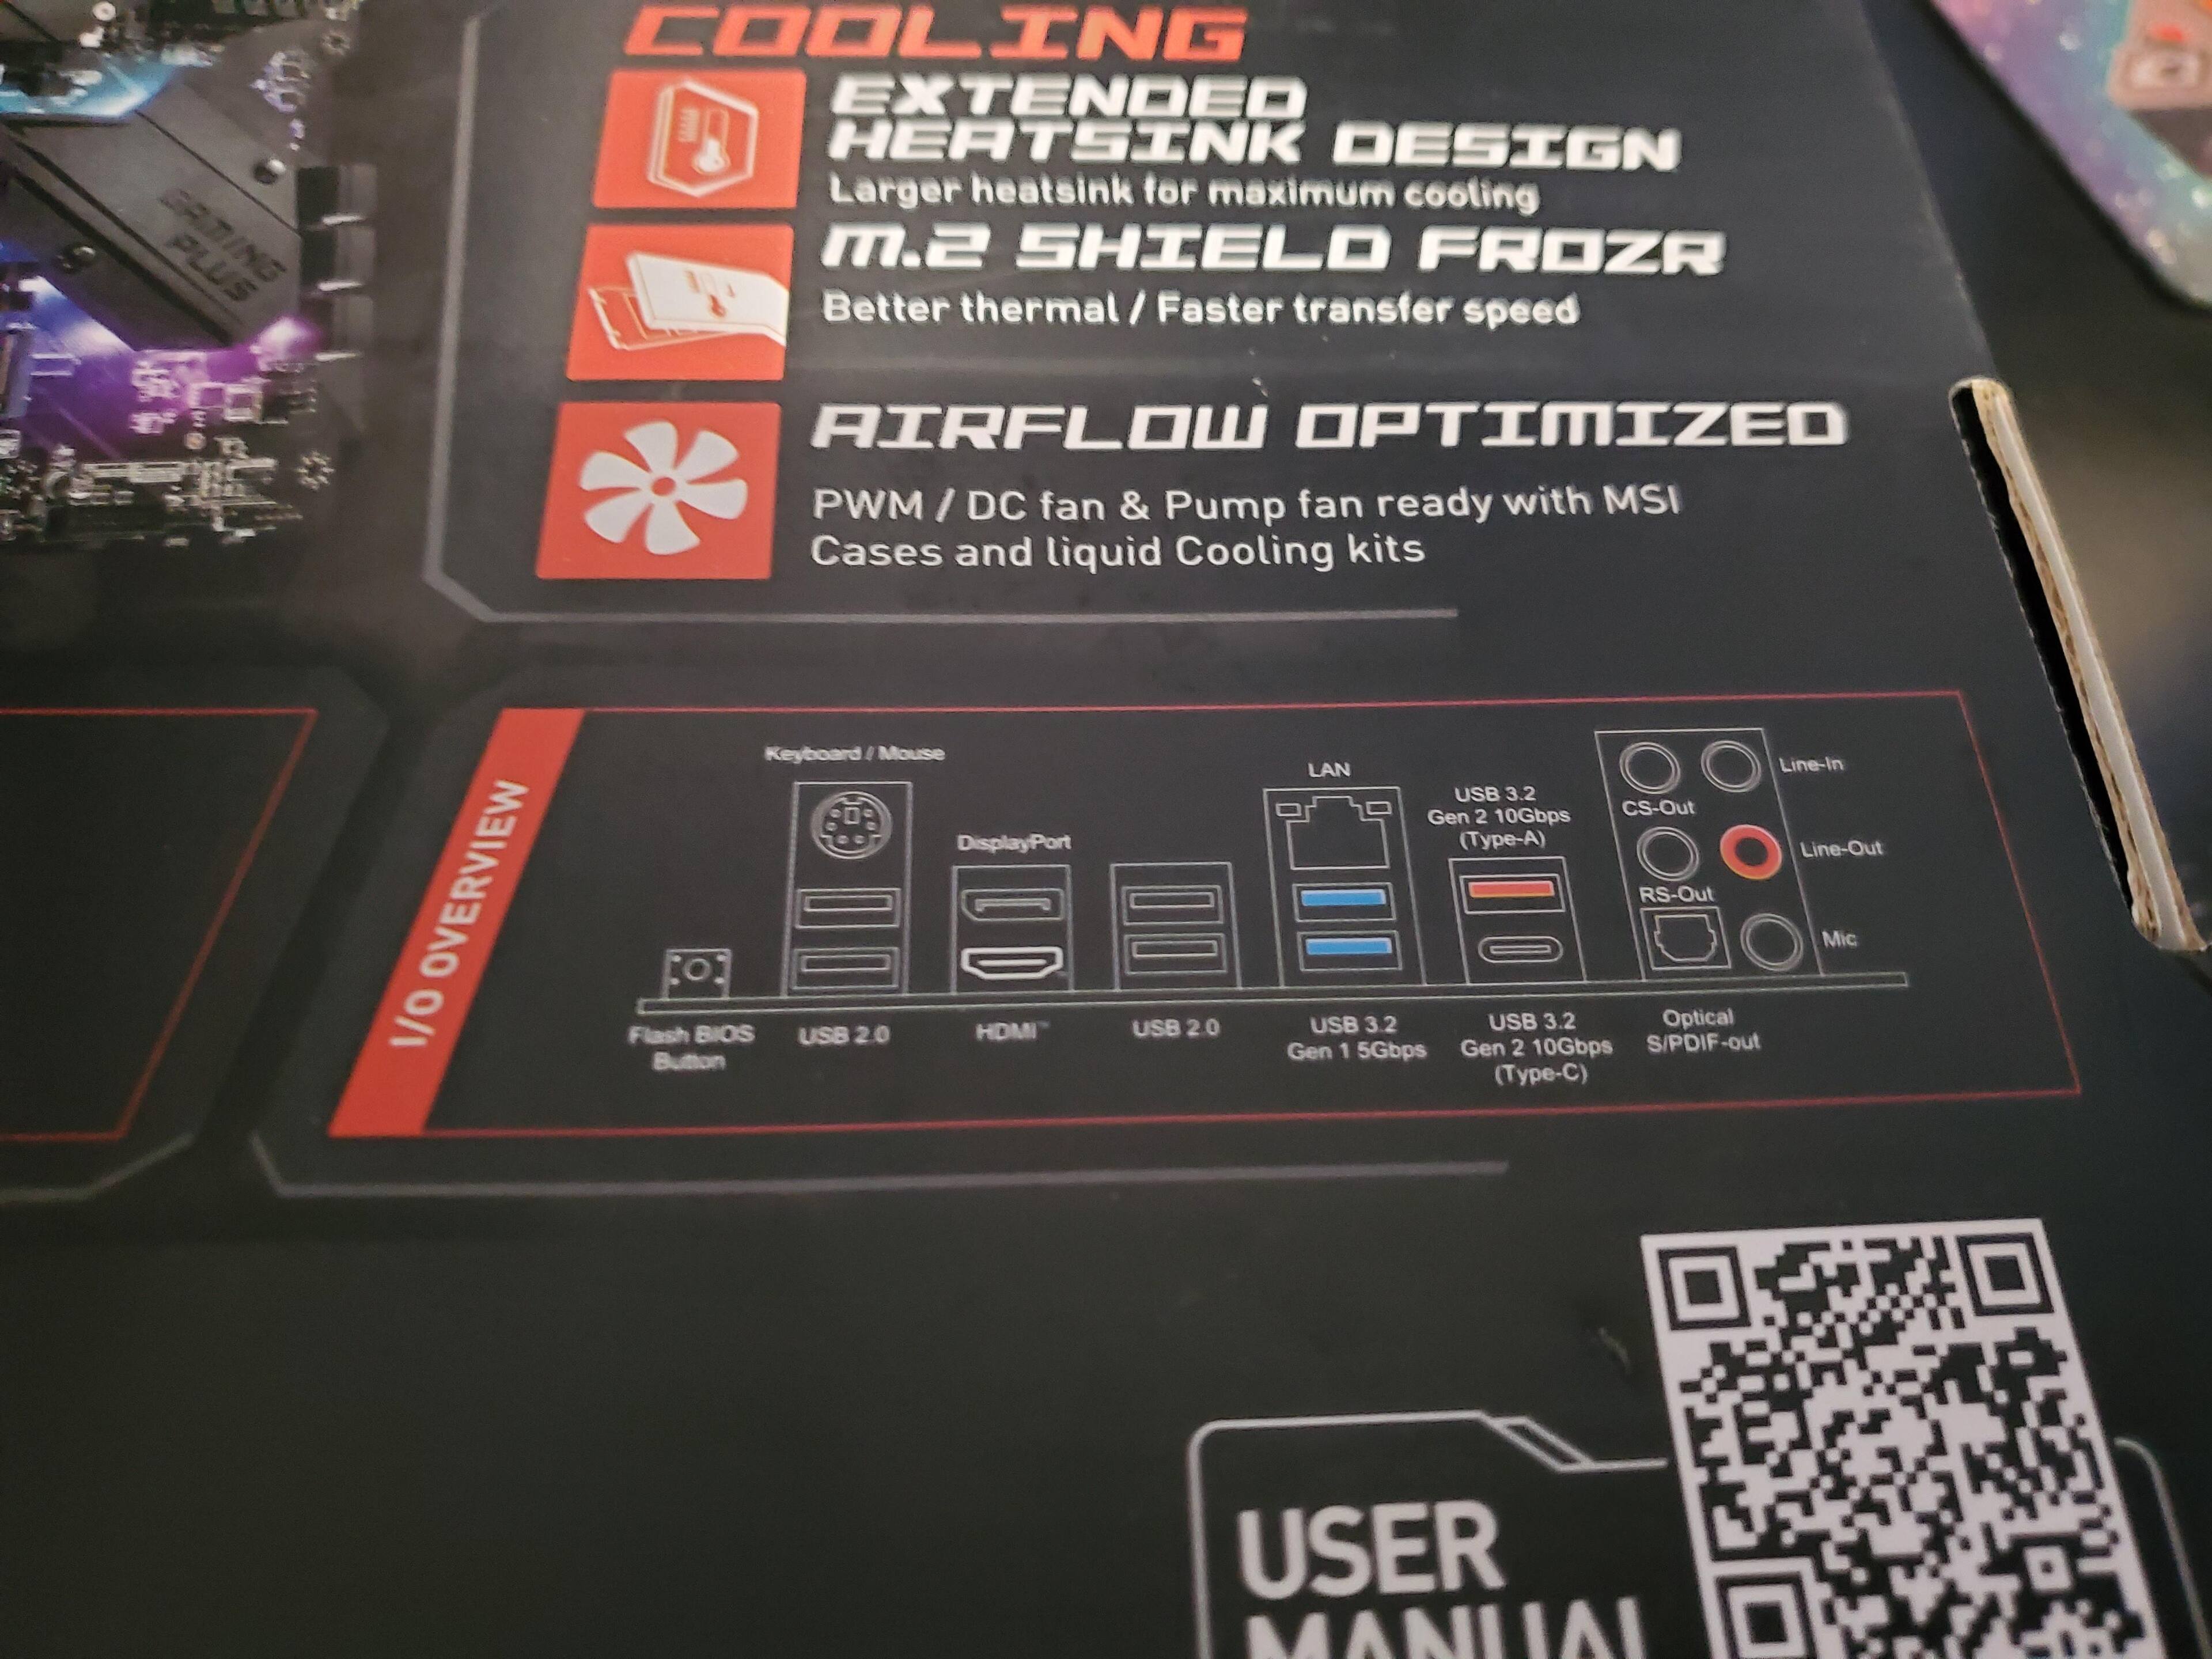 COOLING
EXTENDED
HEATSINK DESIGN
Larger heatsink for maximum cooling
M.2 SHIELD FROZR
Better thermal / Faster transfer speed
AIRFLOW OPTIMIZED
PWM / DC fan & Pump fan ready with MSI
Cases and liquid Cooling kits
GAMING
PLUS
I/O OVERVIEW
Keyboard / Mouse
DisplayPort
LAN
USB 3.2
Gen 2 10Gbps
(Type-A)
Line-In
CS-Out
Line-Out
RS-Out
Mic
Flash BIOS
Button
USB 2.0
HDMI™
USB 2.0
USB 3.2
Gen 1 5Gbps
USB 3.2
Gen 2 10Gbps
(Type-C)
Optical
S/PDIF-out
USER
MANUAL